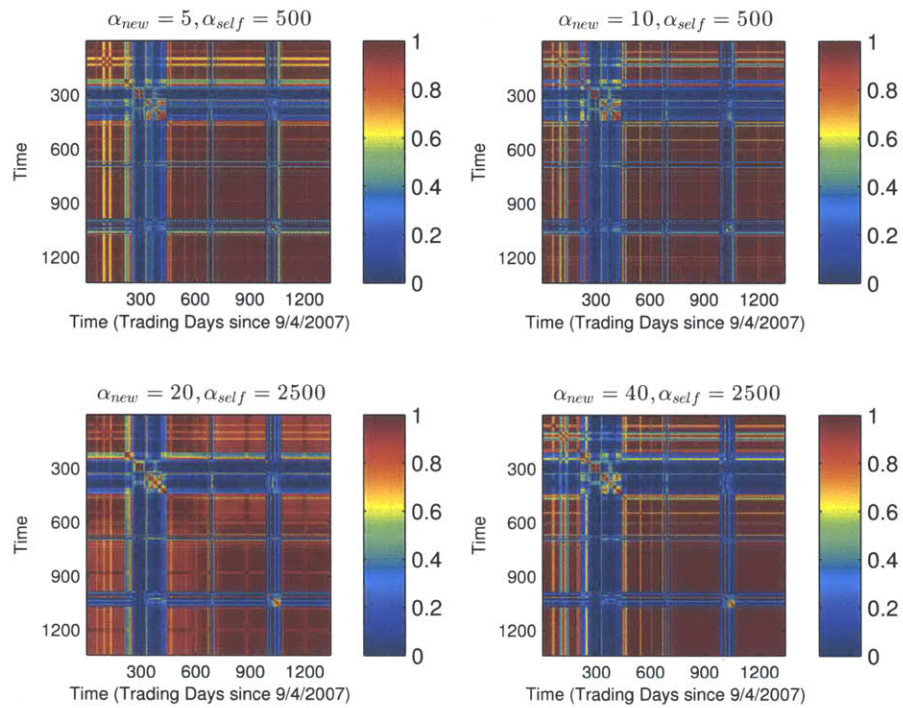 α_new = 5, α_self = 500
1
0.8
0.6
0.4
0.2
0
300
600
900
1200
Time
300 600 900 1200
Time (Trading Days since 9/4/2007)
α_new = 10, α_self = 500
1
0.8
0.6
0.4
0.2
0
300
600
900
1200
Time
300 600 900 1200
Time (Trading Days since 9/4/2007)
α_new = 20, α_self = 2500
1
0.8
0.6
0.4
0.2
0
300
600
900
1200
Time
300 600 900 1200
Time (Trading Days since 9/4/2007)
α_new = 40, α_self = 2500
1
0.8
0.6
0.4
0.2
0
300
600
900
1200
Time
300 600 900 1200
Time (Trading Days since 9/4/2007)